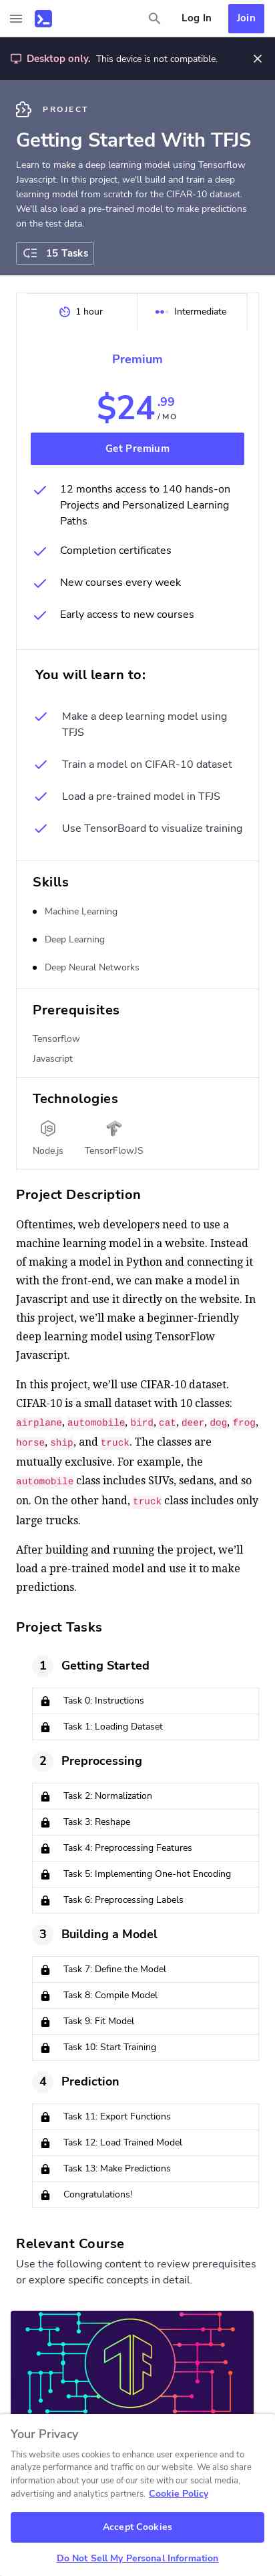 Log In
Join
Desktop only. This device is not compatible.
PROJECT
Getting Started With TFJS
Learn to make a deep learning model using Tensorflow
Javascript. In this project, we'll build and train a deep
learning model from scratch for the CIFAR-10 dataset.
We'll also load a pre-trained model to make predictions
on the test data.
15 Tasks
1 hour
Intermediate
Premium
$24 .99
/ MO
Get Premium
12 months access to 140 hands-on
Projects and Personalized Learning
Paths
Completion certificates
New courses every week
Early access to new courses
You will learn to:
Make a deep learning model using
TFJS
Train a model on CIFAR-10 dataset
Load a pre-trained model in TFJS
Use TensorBoard to visualize training
Skills
Machine Learning
Deep Learning
Deep Neural Networks
Prerequisites
Tensorflow
Javascript
Technologies
Node.js
TensorFlowJS
Project Description
Oftentimes, web developers need to use a
machine learning model in a website. Instead
of making a model in Python and connecting it
with the front-end, we can make a model in
Javascript and use it directly on the website. In
this project, we’ll make a beginner-friendly
deep learning model using TensorFlow
Javascript.
In this project, we’ll use CIFAR-10 dataset.
CIFAR-10 is a small dataset with 10 classes:
airplane, automobile, bird, cat, deer, dog, frog,
horse, ship, and truck. The classes are
mutually exclusive. For example, the
automobile class includes SUVs, sedans, and so
on. On the other hand, truck class includes only
large trucks.
After building and running the project, we’ll
load a pre-trained model and use it to make
predictions.
Project Tasks
1 Getting Started
Task 0: Instructions
Task 1: Loading Dataset
2 Preprocessing
Task 2: Normalization
Task 3: Reshape
Task 4: Preprocessing Features
Task 5: Implementing One-hot Encoding
Task 6: Preprocessing Labels
3 Building a Model
Task 7: Define the Model
Task 8: Compile Model
Task 9: Fit Model
Task 10: Start Training
4 Prediction
Task 11: Export Functions
Task 12: Load Trained Model
Task 13: Make Predictions
Congratulations!
Relevant Course
Use the following content to review prerequisites
or explore specific concepts in detail.
Your Privacy
This website uses cookies to enhance user experience and to
analyze performance and traffic on our website. We also share
information about your use of our site with our social media,
advertising and analytics partners. Cookie Policy
Accept Cookies
Do Not Sell My Personal Information